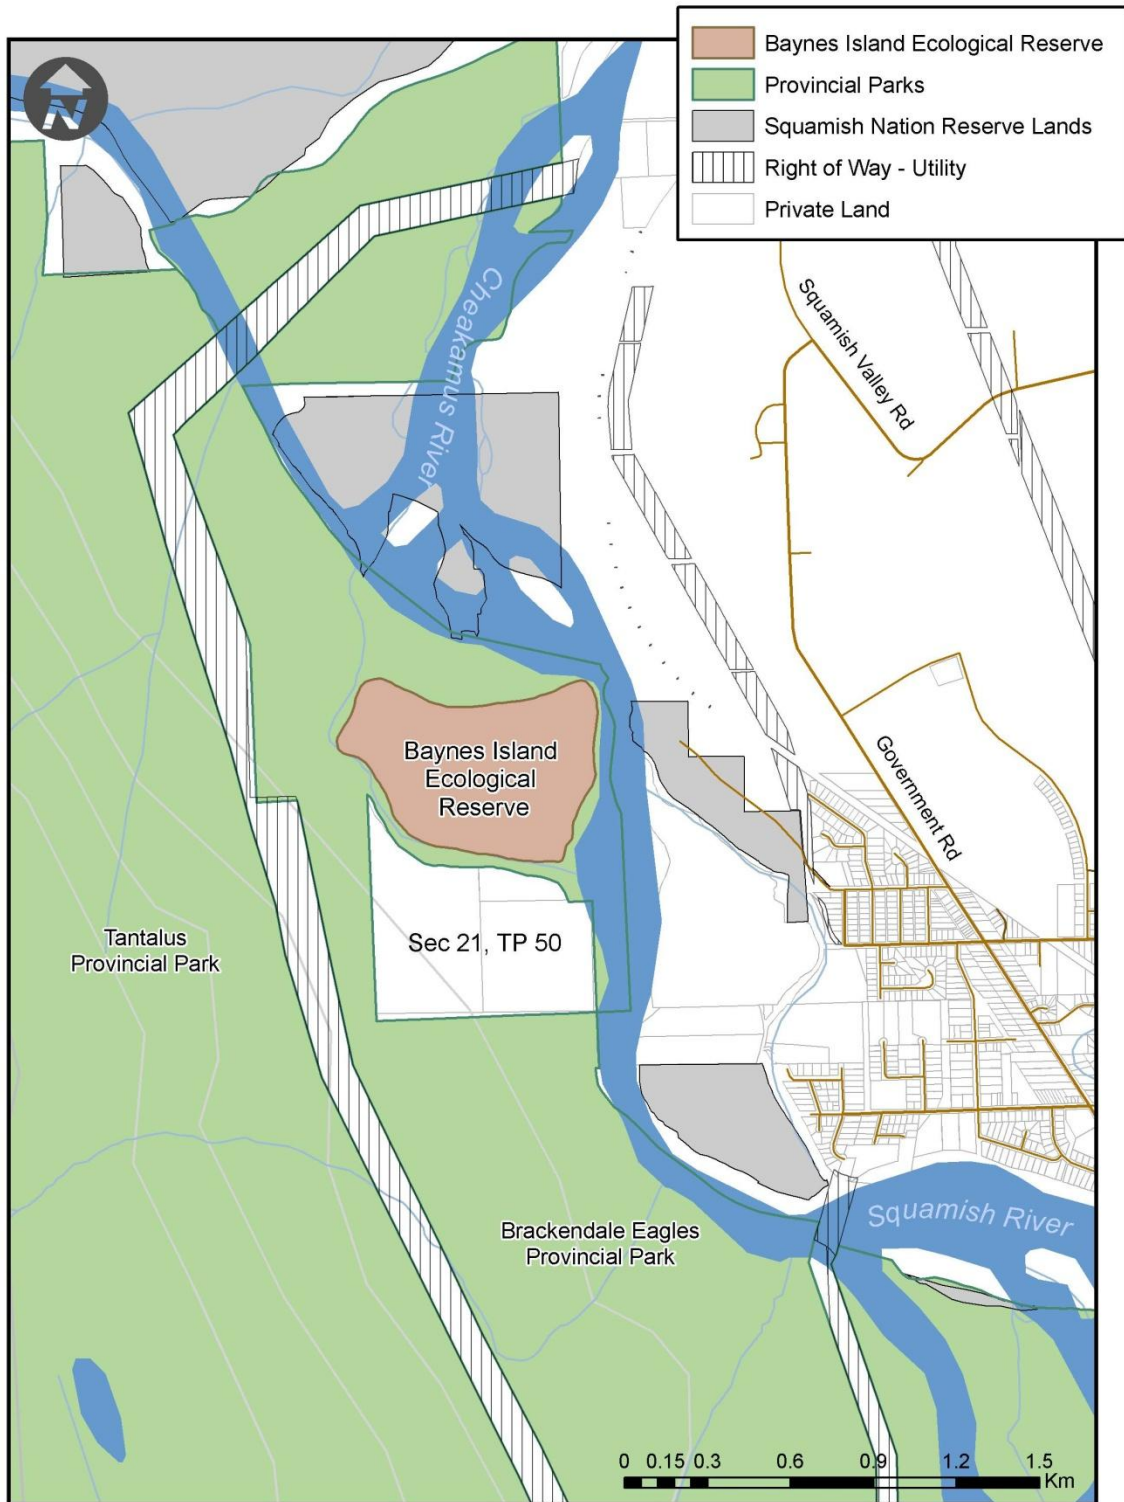 Baynes Island Ecological Reserve
Provincial Parks
Squamish Nation Reserve Lands
Right of Way - Utility
Private Land
N
Cheakamus River
Squamish Valley Rd
Government Rd
Baynes Island
Ecological
Reserve
Sec 21, TP 50
Tantalus
Provincial Park
Brackendale Eagles
Provincial Park
Squamish River
0 0.15 0.3 0.6 0.9 1.2 1.5
Km